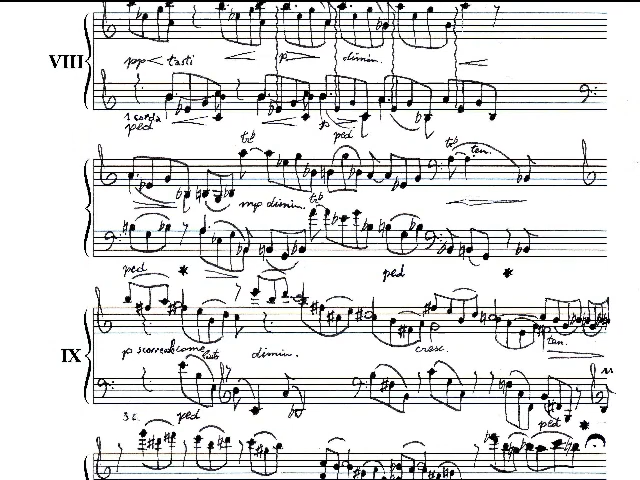 pp< tasti p dimin.
VIII
1 corda p ped
ped
ten.
mp dimin.
ped * ped *
p scorrendo come dimin. cresc. ten.
IX
3 c. ped ped *